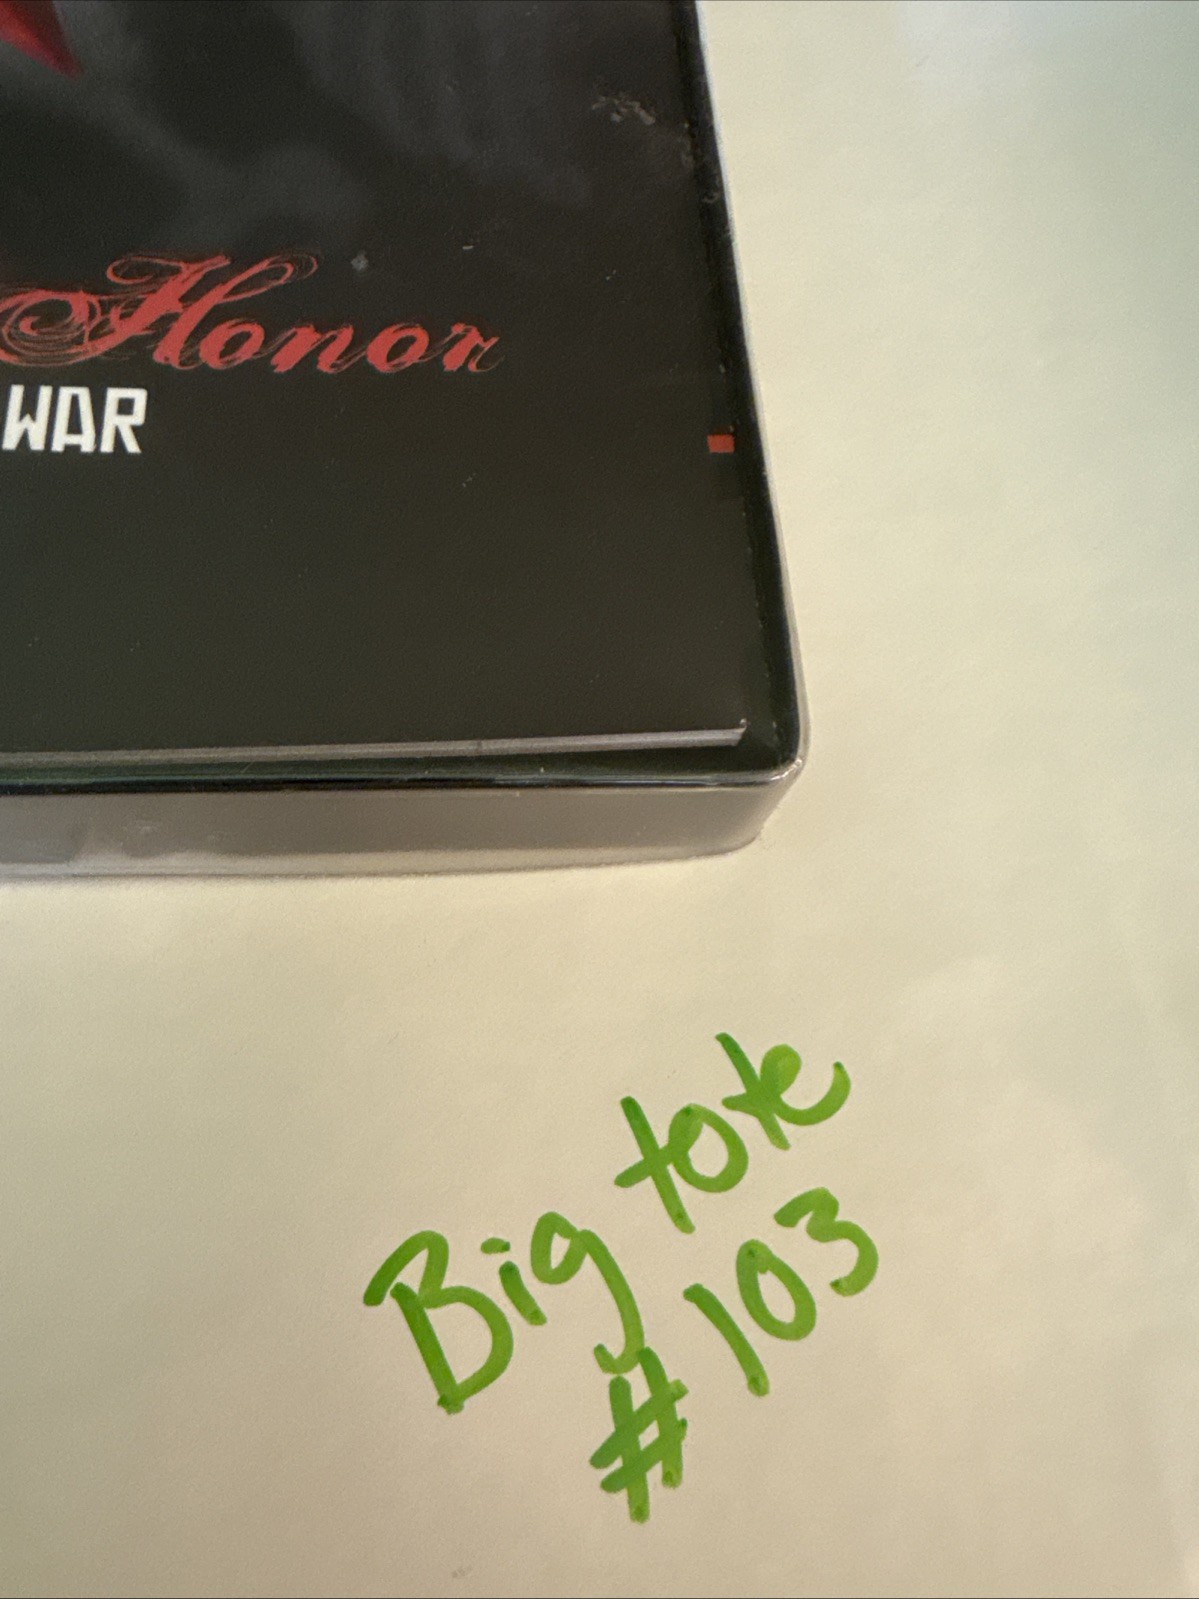 Honor
WAR
Big tote
#103